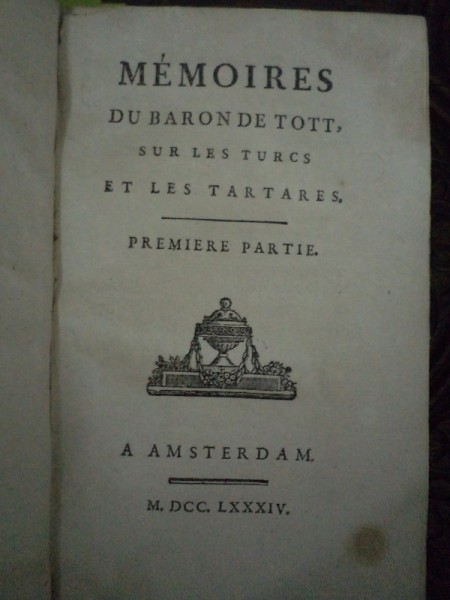 MÉMOIRES
DU BARON DE TOTT,
SUR LES TURCS
ET LES TARTARES.
PREMIERE PARTIE.
A AMSTERDAM.
M. DCC. LXXXIV.